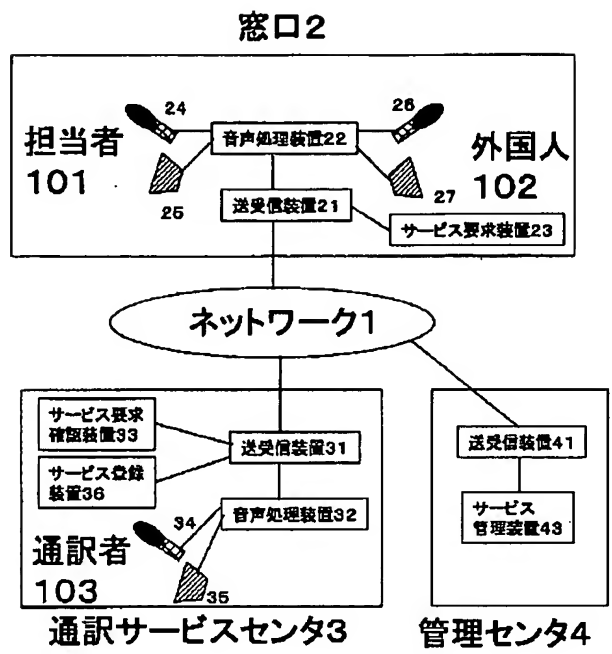 窓口2
担当者
101
24
音声処理装置22
26
外国人
102
25
27
送受信装置21
サービス要求装置23
ネットワーク1
サービス要求
確認装置33
サービス登録
装置36
送受信装置31
音声処理装置32
34
通訳者
103
35
通訳サービスセンタ3
送受信装置41
サービス
管理装置43
管理センタ4